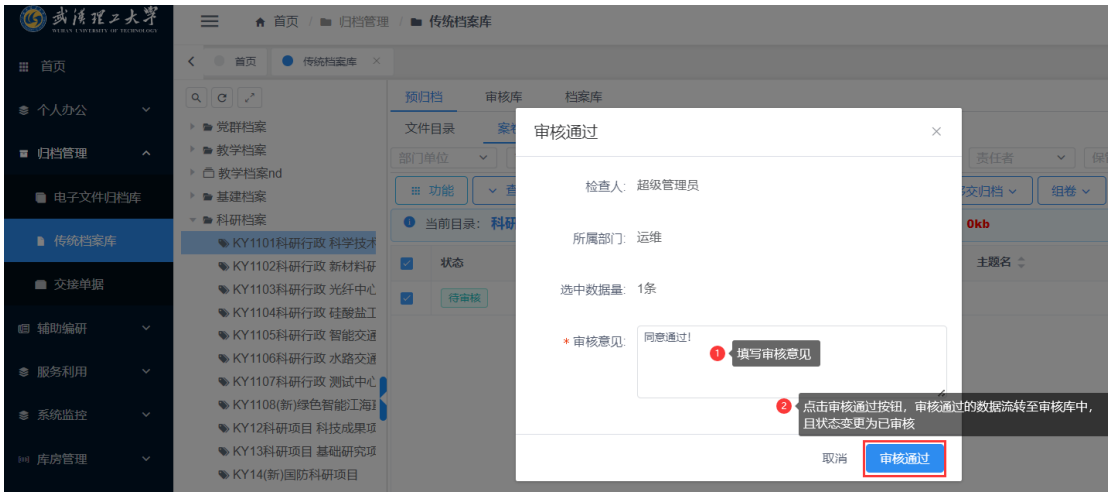 武汉理工大学
WUHAN UNIVERSITY OF TECHNOLOGY
首页 / 归档管理 / 传统档案库
首页
首页
传统档案库
个人办公
归档管理
电子文件归档库
传统档案库
交接单据
辅助编研
服务利用
系统监控
库房管理
党群档案
教学档案
教学档案nd
基建档案
科研档案
KY1101科研行政 科学技术
KY1102科研行政 新材料研
KY1103科研行政 光纤中心
KY1104科研行政 硅酸盐工
KY1105科研行政 智能交通
KY1106科研行政 水路交通
KY1107科研行政 测试中心
KY1108(新)绿色智能江海直
KY12科研项目 科技成果项
KY13科研项目 基础研究项
KY14(新)国防科研项目
预归档 审核库 档案库
文件目录 案卷
部门单位
责任者
保管
功能
查
交归档
组卷
当前目录: 科研
0kb
状态
主题名
待审核
审核通过
检查人: 超级管理员
所属部门: 运维
选中数据量: 1条
* 审核意见: 同意通过!
1 填写审核意见
2 点击审核通过按钮，审核通过的数据流转至审核库中，
且状态变更为已审核
取消 审核通过